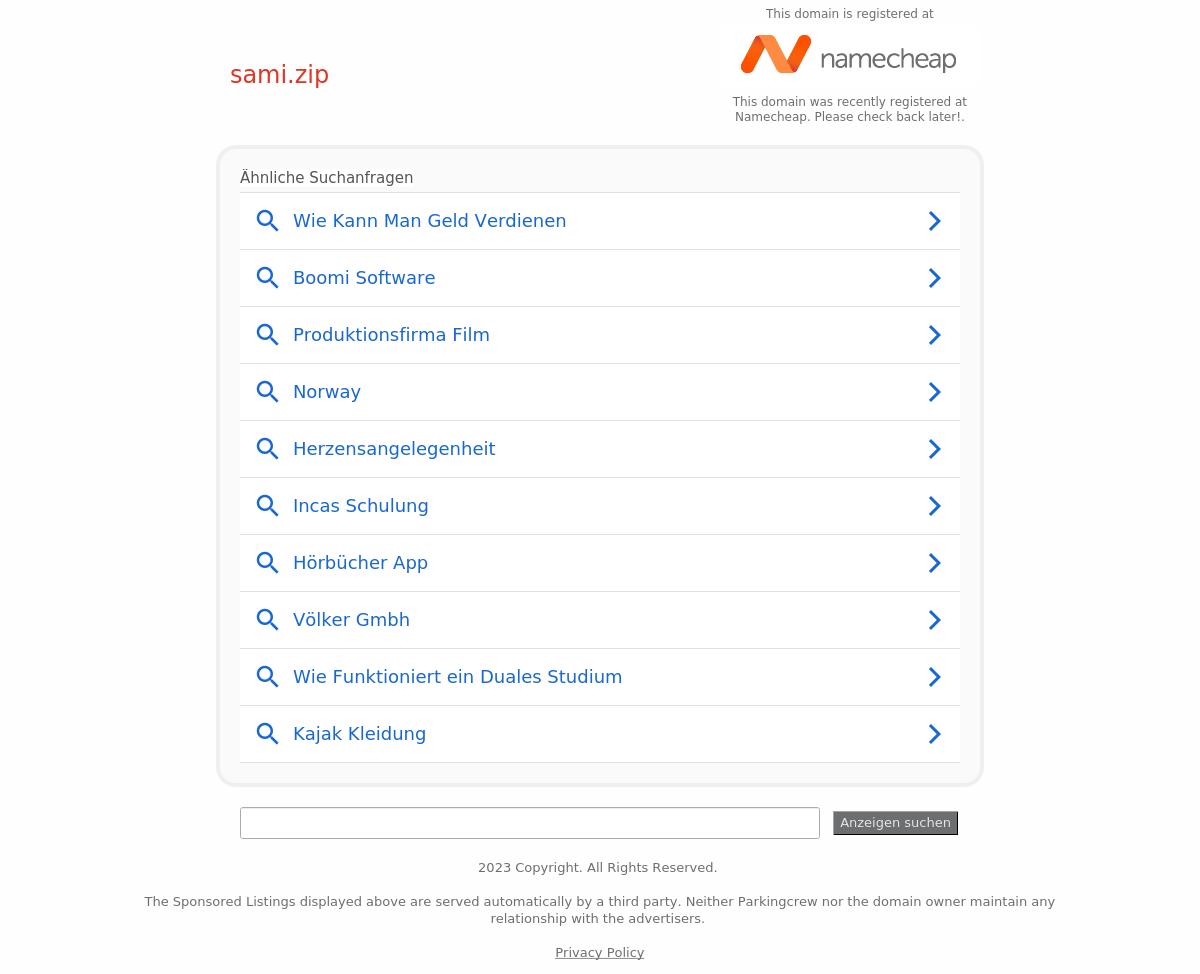 This domain is registered at
namecheap
sami.zip
This domain was recently registered at
Namecheap. Please check back later!.
Ähnliche Suchanfragen
Wie Kann Man Geld Verdienen
Boomi Software
Produktionsfirma Film
Norway
Herzensangelegenheit
Incas Schulung
Hörbücher App
Völker Gmbh
Wie Funktioniert ein Duales Studium
Kajak Kleidung
Anzeigen suchen
2023 Copyright. All Rights Reserved.
The Sponsored Listings displayed above are served automatically by a third party. Neither Parkingcrew nor the domain owner maintain any
relationship with the advertisers.
Privacy Policy